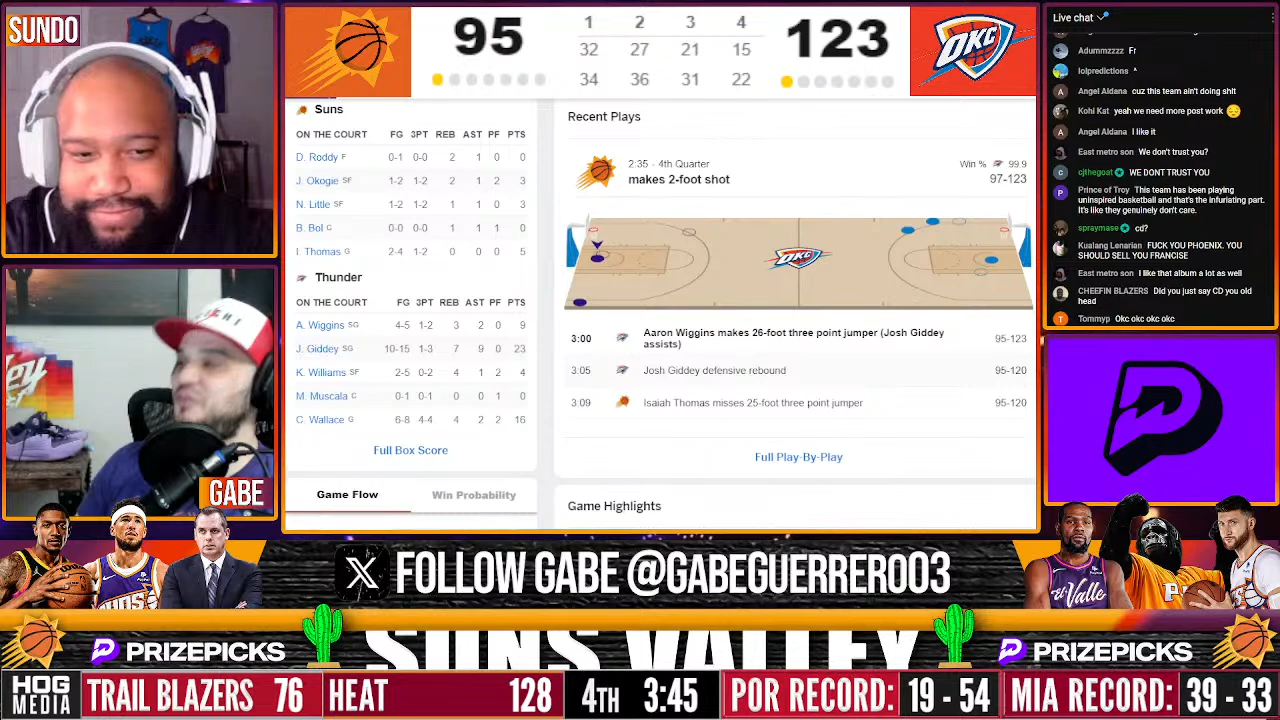 SUNDO
95
1 2 3 4
32 27 21 15
34 36 31 22
123
OKC
Suns
ON THE COURT FG 3PT REB AST PF PTS
D. Roddy F 0-1 0-0 2 1 0 0
J. Okogie SF 1-2 1-2 2 1 2 3
N. Little SF 1-2 1-2 1 1 0 3
B. Bol C 0-0 0-0 1 1 1 0
I. Thomas G 2-4 1-2 0 0 0 5
Thunder
ON THE COURT FG 3PT REB AST PF PTS
A. Wiggins SG 4-5 1-2 3 2 0 9
J. Giddey SG 10-15 1-3 7 9 0 23
K. Williams SF 2-5 0-2 4 1 2 4
M. Muscala C 0-1 0-1 0 0 1 0
C. Wallace G 6-8 4-4 4 2 2 16
Full Box Score
Game Flow
Win Probability
Recent Plays
2:35 - 4th Quarter
makes 2-foot shot
Win % 99.9
97-123
OKC
3:00 Aaron Wiggins makes 26-foot three point jumper (Josh Giddey
assists)
95-123
3:05 Josh Giddey defensive rebound 95-120
3:09 Isaiah Thomas misses 25-foot three point jumper 95-120
Full Play-By-Play
Game Highlights
Live chat
Adummzzzz Fr
lolpredictions ^
Angel Aldana cuz this team ain't doing shit
Kohi Kat yeah we need more post work 😔
Angel Aldana I like it
East metro son We don't trust you?
cjthegoat WE DONT TRUST YOU
Prince of Troy This team has been playing
uninspired basketball and that's the infuriating part.
It's like they genuinely don't care.
spraymase cd?
Kualang Lenarian FUCK YOU PHOENIX. YOU
SHOULD SELL YOU FRANCISE
East metro son I like that album a lot as well
CHEEFIN BLAZERS Did you just say CD you old
head
Tommyp Okc okc okc okc
GABE
FOLLOW GABE @GABEGUERRERO03
SUNS
El Valle
PRIZEPICKS
SUNS VALLEY
PRIZEPICKS
HOG
MEDIA
TRAIL BLAZERS 76
HEAT 128
4TH 3:45
POR RECORD: 19 - 54
MIA RECORD: 39 - 33